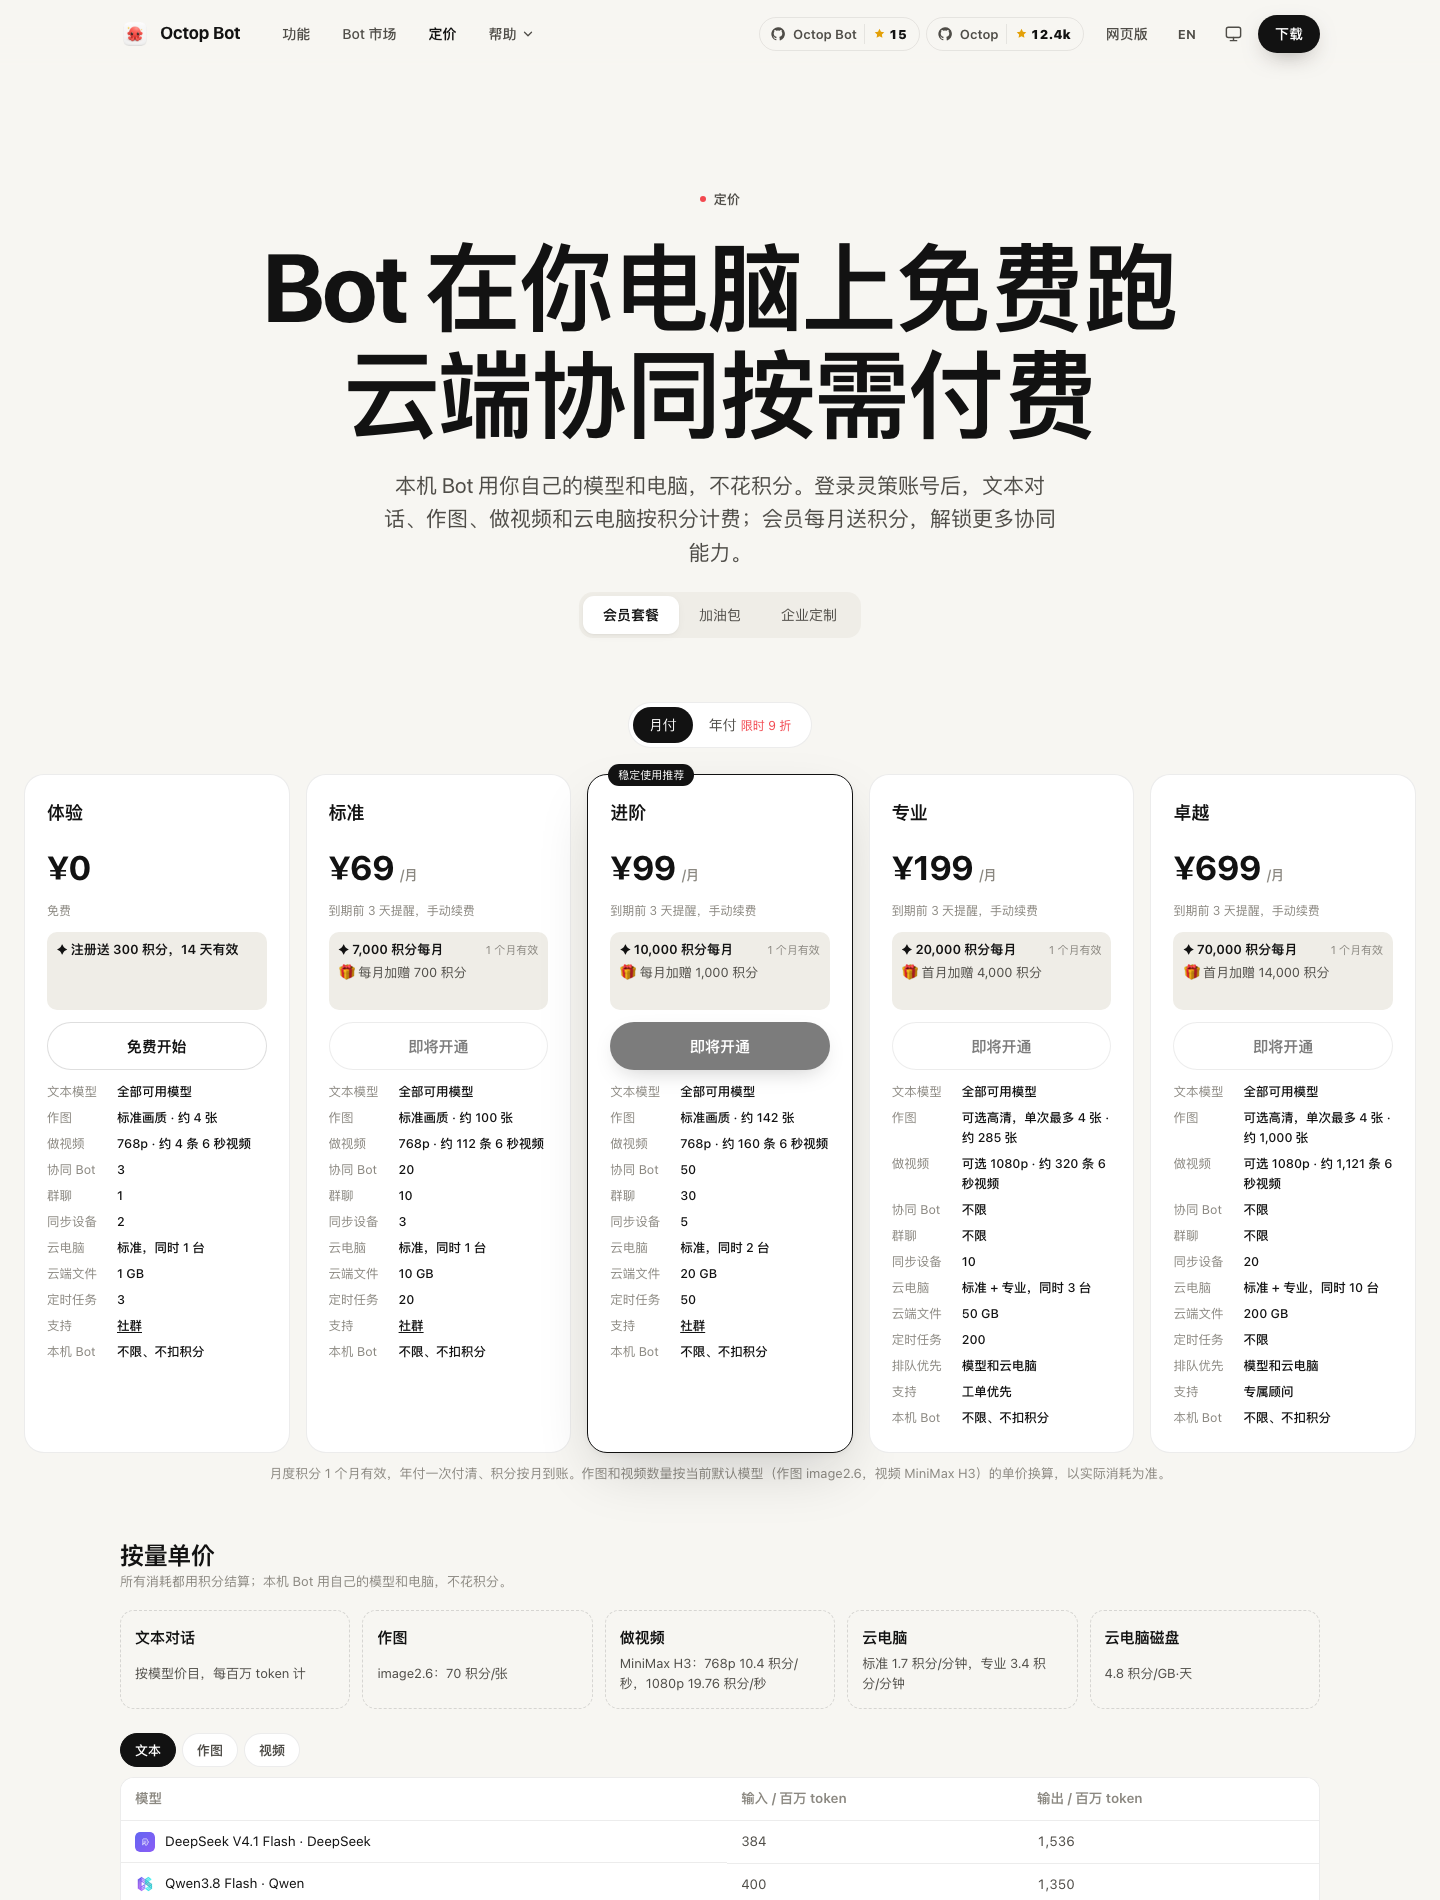 Octop Bot
功能
Bot 市场
定价
帮助
Octop Bot ★ 15
Octop ★ 12.4k
网页版
EN
下载
定价
Bot 在你电脑上免费跑
云端协同按需付费
本机 Bot 用你自己的模型和电脑，不花积分。登录灵策账号后，文本对
话、作图、做视频和云电脑按积分计费；会员每月送积分，解锁更多协同
能力。
会员套餐
加油包
企业定制
月付
年付 限时 9 折
体验
¥0
免费
✦ 注册送 300 积分，14 天有效
免费开始
文本模型 全部可用模型
作图 标准画质 · 约 4 张
做视频 768p · 约 4 条 6 秒视频
协同 Bot 3
群聊 1
同步设备 2
云电脑 标准，同时 1 台
云端文件 1 GB
定时任务 3
支持 社群
本机 Bot 不限、不扣积分
标准
¥69 /月
到期前 3 天提醒，手动续费
✦ 7,000 积分每月 1 个月有效
🎁 每月加赠 700 积分
即将开通
文本模型 全部可用模型
作图 标准画质 · 约 100 张
做视频 768p · 约 112 条 6 秒视频
协同 Bot 20
群聊 10
同步设备 3
云电脑 标准，同时 1 台
云端文件 10 GB
定时任务 20
支持 社群
本机 Bot 不限、不扣积分
稳定使用推荐
进阶
¥99 /月
到期前 3 天提醒，手动续费
✦ 10,000 积分每月 1 个月有效
🎁 每月加赠 1,000 积分
即将开通
文本模型 全部可用模型
作图 标准画质 · 约 142 张
做视频 768p · 约 160 条 6 秒视频
协同 Bot 50
群聊 30
同步设备 5
云电脑 标准，同时 2 台
云端文件 20 GB
定时任务 50
支持 社群
本机 Bot 不限、不扣积分
专业
¥199 /月
到期前 3 天提醒，手动续费
✦ 20,000 积分每月 1 个月有效
🎁 首月加赠 4,000 积分
即将开通
文本模型 全部可用模型
作图 可选高清，单次最多 4 张 ·
约 285 张
做视频 可选 1080p · 约 320 条 6
秒视频
协同 Bot 不限
群聊 不限
同步设备 10
云电脑 标准 + 专业，同时 3 台
云端文件 50 GB
定时任务 200
排队优先 模型和云电脑
支持 工单优先
本机 Bot 不限、不扣积分
卓越
¥699 /月
到期前 3 天提醒，手动续费
✦ 70,000 积分每月 1 个月有效
🎁 首月加赠 14,000 积分
即将开通
文本模型 全部可用模型
作图 可选高清，单次最多 4 张 ·
约 1,000 张
做视频 可选 1080p · 约 1,121 条 6
秒视频
协同 Bot 不限
群聊 不限
同步设备 20
云电脑 标准 + 专业，同时 10 台
云端文件 200 GB
定时任务 不限
排队优先 模型和云电脑
支持 专属顾问
本机 Bot 不限、不扣积分
月度积分 1 个月有效，年付一次付清、积分按月到账。作图和视频数量按当前默认模型（作图 image2.6，视频 MiniMax H3）的单价换算，以实际消耗为准。
按量单价
所有消耗都用积分结算；本机 Bot 用自己的模型和电脑，不花积分。
文本对话
按模型价目，每百万 token 计
作图
image2.6：70 积分/张
做视频
MiniMax H3：768p 10.4 积分/
秒，1080p 19.76 积分/秒
云电脑
标准 1.7 积分/分钟，专业 3.4 积
分/分钟
云电脑磁盘
4.8 积分/GB·天
文本
作图
视频
模型 输入 / 百万 token 输出 / 百万 token
DeepSeek V4.1 Flash · DeepSeek 384 1,536
Qwen3.8 Flash · Qwen 400 1,350